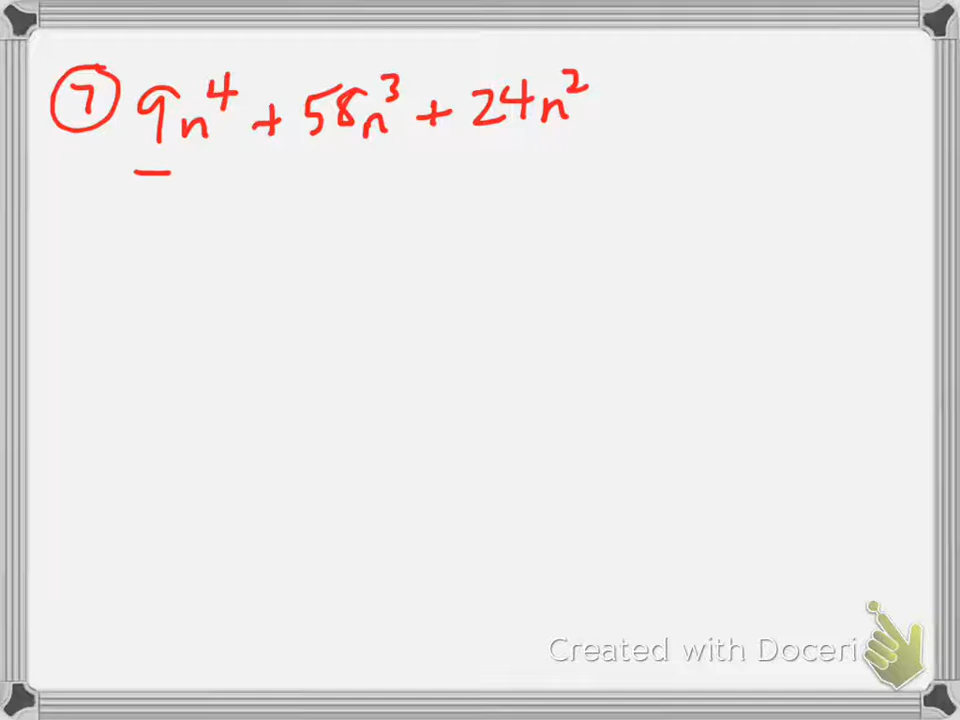 ⑦ 9n⁴ + 58n³ + 24n²
Created with Doceri